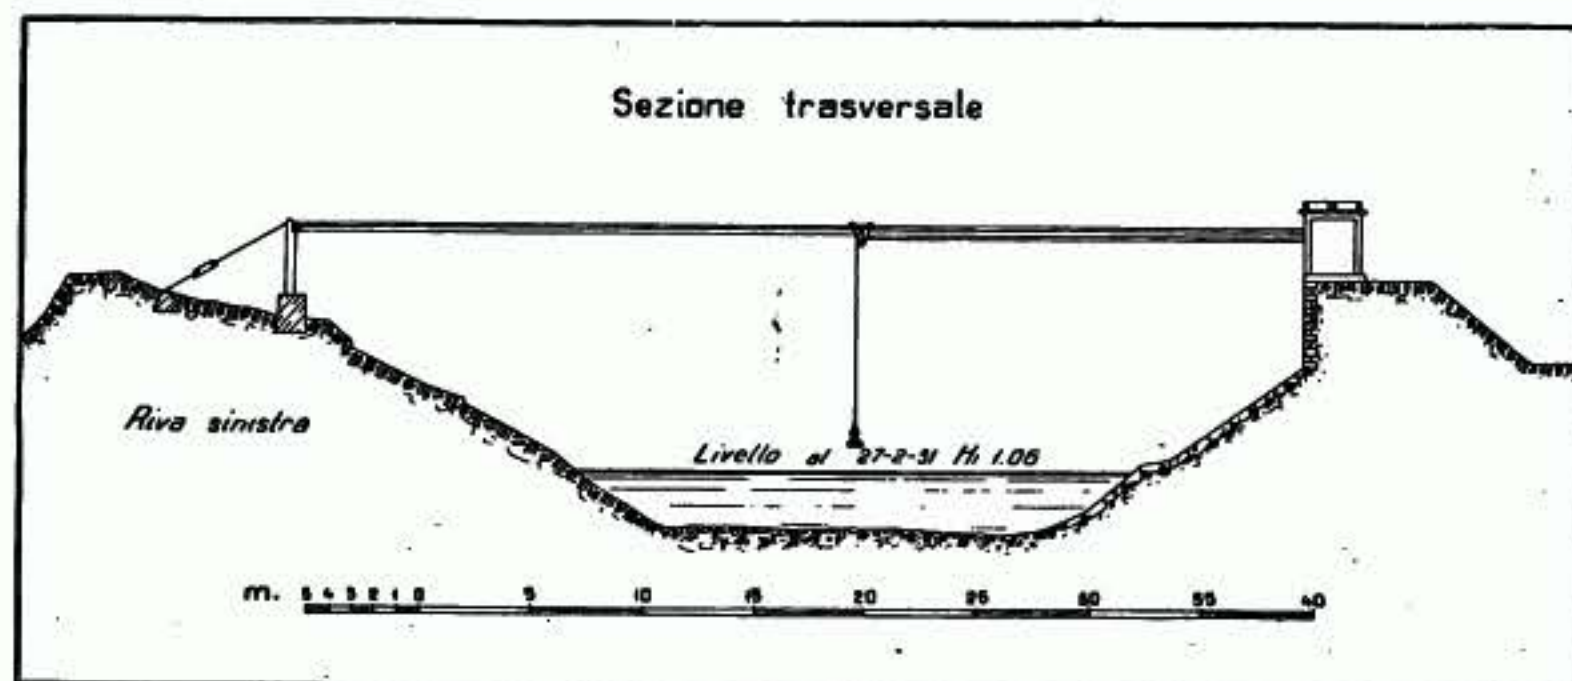 Sezione trasversale
Riva sinistra
Livello al 27-2-31 Hi 1.06
m. 5 4 3 2 1 0 5 10 15 20 25 30 35 40